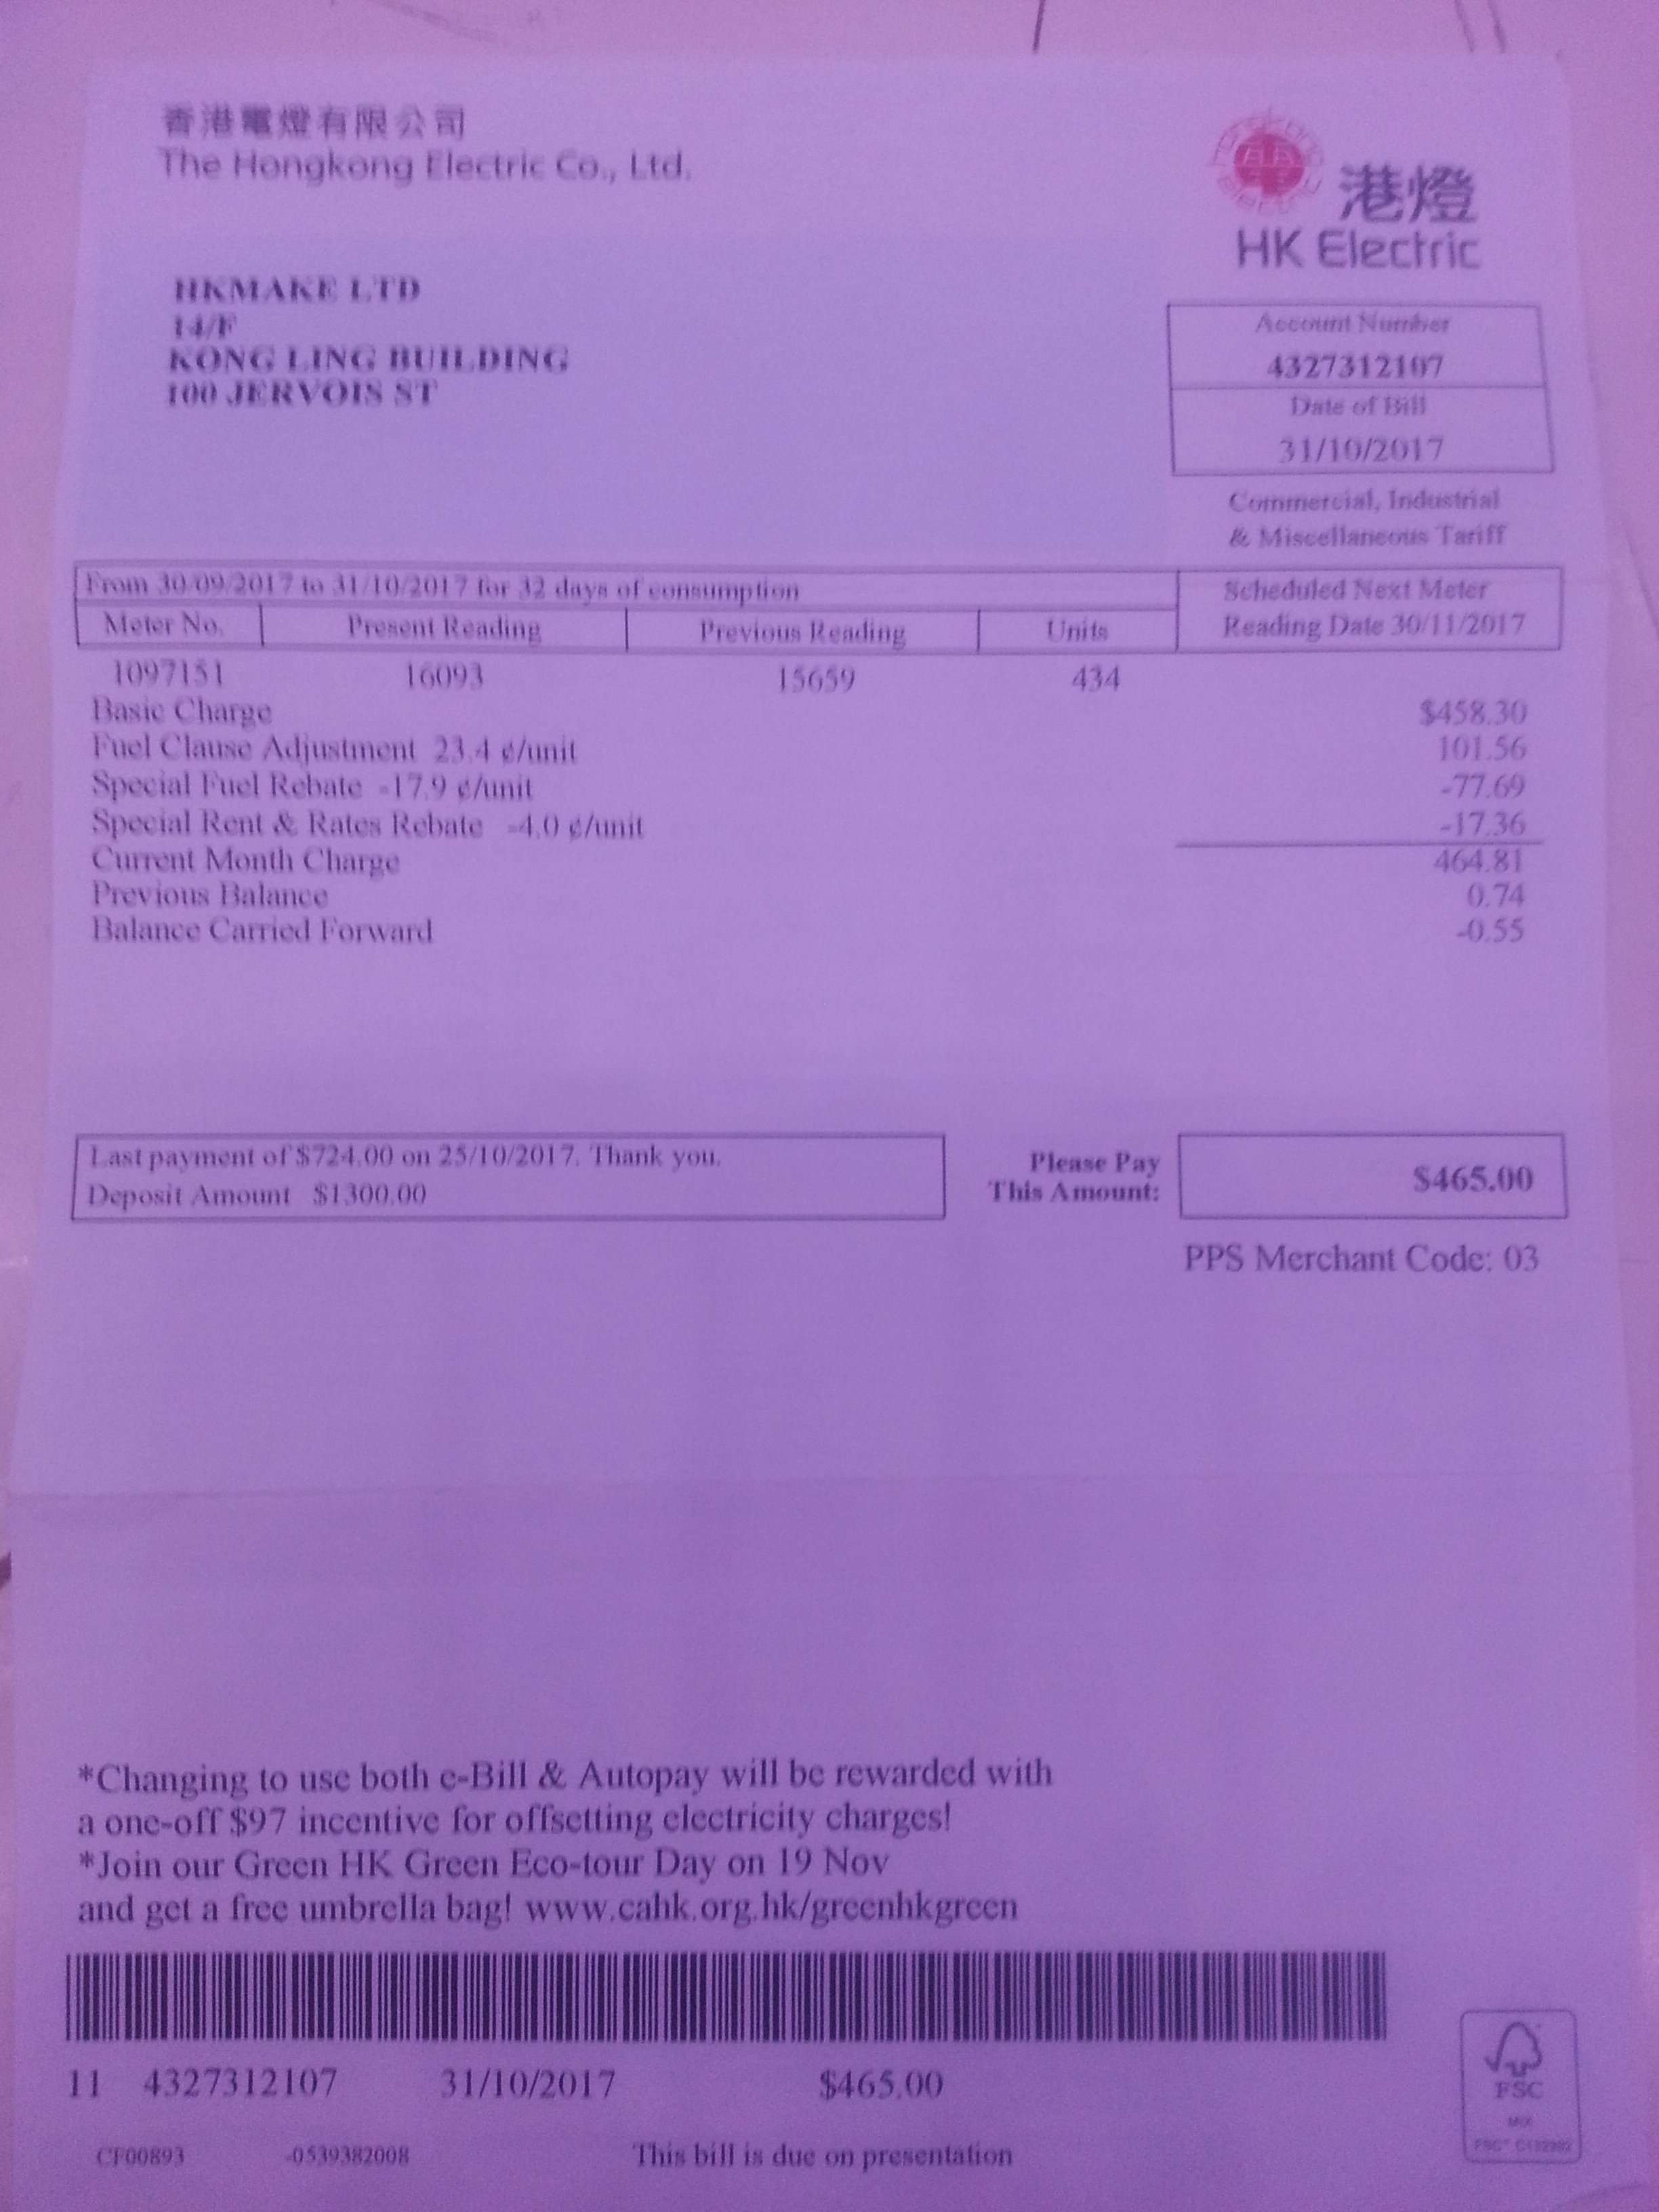 香港電燈有限公司
The Hongkong Electric Co., Ltd.
港燈
HK Electric
HKMAKE LTD
14/F
KONG LING BUILDING
100 JERVOIS ST
Account Number
4327312107
Date of Bill
31/10/2017
Commercial, Industrial
& Miscellaneous Tariff
From 30/09/2017 to 31/10/2017 for 32 days of consumption
Scheduled Next Meter
Reading Date 30/11/2017
Meter No. Present Reading Previous Reading Units
1097151 16093 15659 434
Basic Charge $458.30
Fuel Clause Adjustment 23.4 ¢/unit 101.56
Special Fuel Rebate -17.9 ¢/unit -77.69
Special Rent & Rates Rebate -4.0 ¢/unit -17.36
Current Month Charge 464.81
Previous Balance 0.74
Balance Carried Forward -0.55
Last payment of $724.00 on 25/10/2017. Thank you.
Deposit Amount $1300.00
Please Pay
This Amount:
$465.00
PPS Merchant Code: 03
*Changing to use both e-Bill & Autopay will be rewarded with
a one-off $97 incentive for offsetting electricity charges!
*Join our Green HK Green Eco-tour Day on 19 Nov
and get a free umbrella bag! www.cahk.org.hk/greenhkgreen
11 4327312107 31/10/2017 $465.00
FSC
MIX
CF00893 -0539382008 This bill is due on presentation